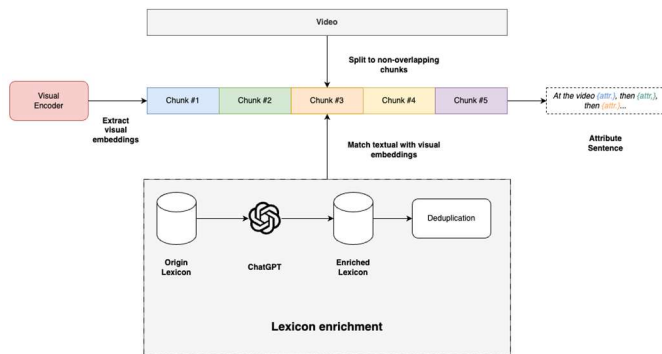 Video
Split to non-overlapping
chunks
Visual
Encoder
Chunk #1
Chunk #2
Chunk #3
Chunk #4
Chunk #5
At the video {attr.}, then {attr.},
then {attr.}...
Extract
visual
embeddings
Match textual with visual
embeddings
Attribute
Sentence
Deduplication
Origin
Lexicon
ChatGPT
Enriched
Lexicon
Lexicon enrichment